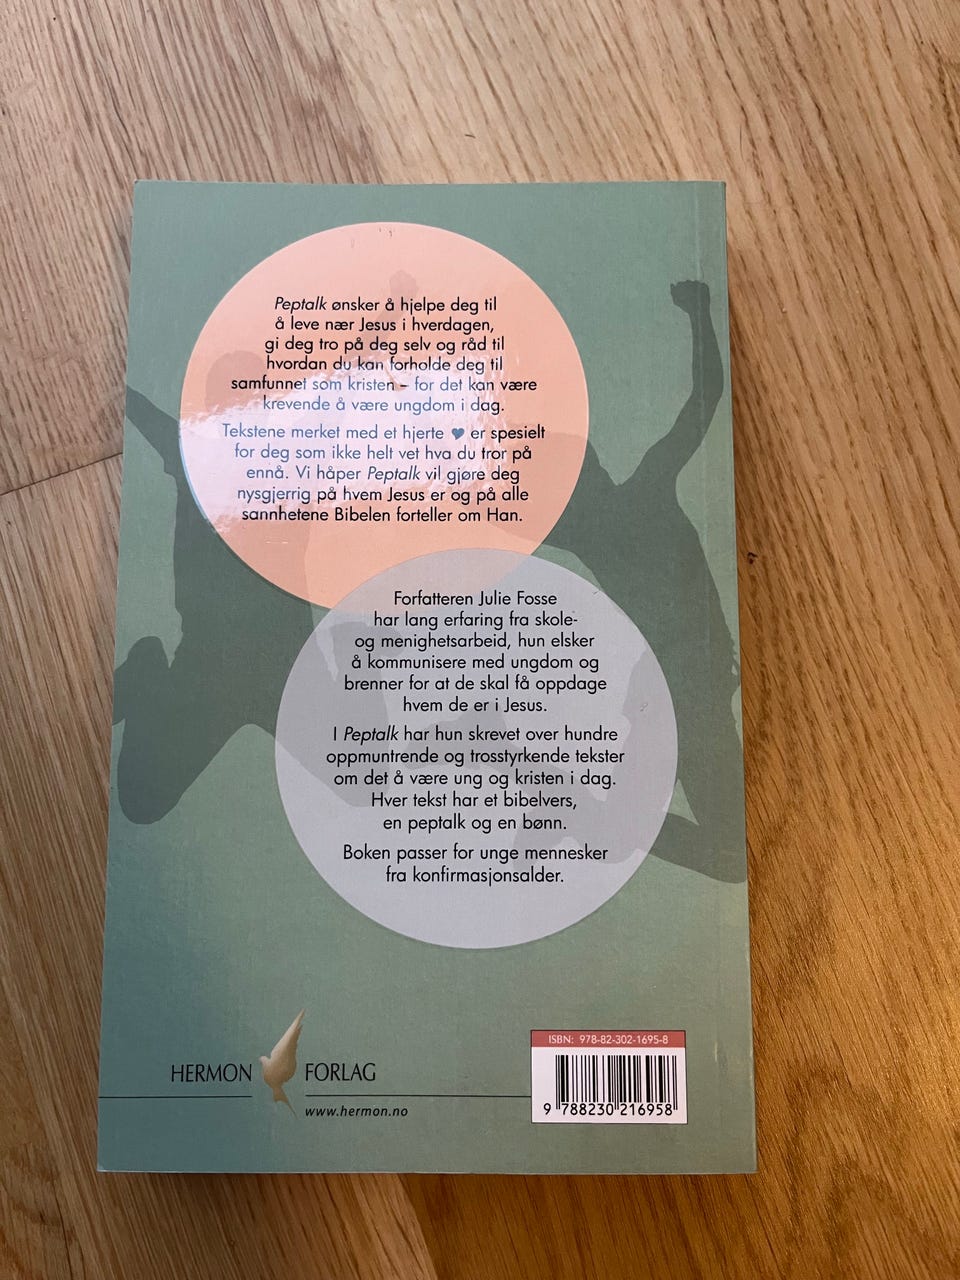 Peptalk ønsker å hjelpe deg til
å leve nær Jesus i hverdagen,
gi deg tro på deg selv og råd til
hvordan du kan forholde deg til
samfunnet som kristen – for det kan være
krevende å være ungdom i dag.
Tekstene merket med et hjerte ♥ er spesielt
for deg som ikke helt vet hva du tror på
ennå. Vi håper Peptalk vil gjøre deg
nysgjerrig på hvem Jesus er og på alle
sannhetene Bibelen forteller om Han.
Forfatteren Julie Fosse
har lang erfaring fra skole-
og menighetsarbeid, hun elsker
å kommunisere med ungdom og
brenner for at de skal få oppdage
hvem de er i Jesus.
I Peptalk har hun skrevet over hundre
oppmuntrende og trosstyrkende tekster
om det å være ung og kristen i dag.
Hver tekst har et bibelvers,
en peptalk og en bønn.
Boken passer for unge mennesker
fra konfirmasjonsalder.
HERMON FORLAG
www.hermon.no
ISBN: 978-82-302-1695-8
9 788230 216958